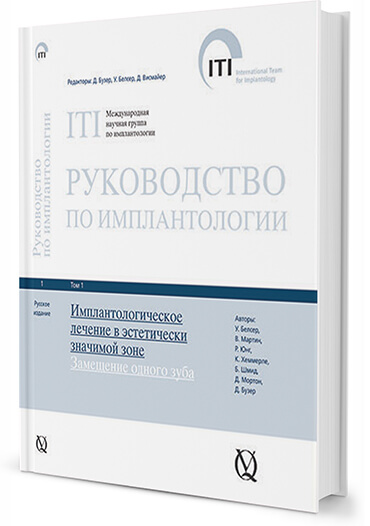 ITI
Руководство
по имплантологии
1
Русское
издание
Редакторы: Д. Бузер, У. Белсер, Д. Висмайер
ITI
International Team
for Implantology
ITI
Международная
научная группа
по имплантологии
РУКОВОДСТВО
ПО ИМПЛАНТОЛОГИИ
Том 1
Имплантологическое
лечение в эстетически
значимой зоне
Замещение одного зуба
Авторы:
У. Белсер,
В. Мартин,
Р. Юнг,
К. Хеммерле,
Б. Шмид,
Д. Мортон,
Д. Бузер